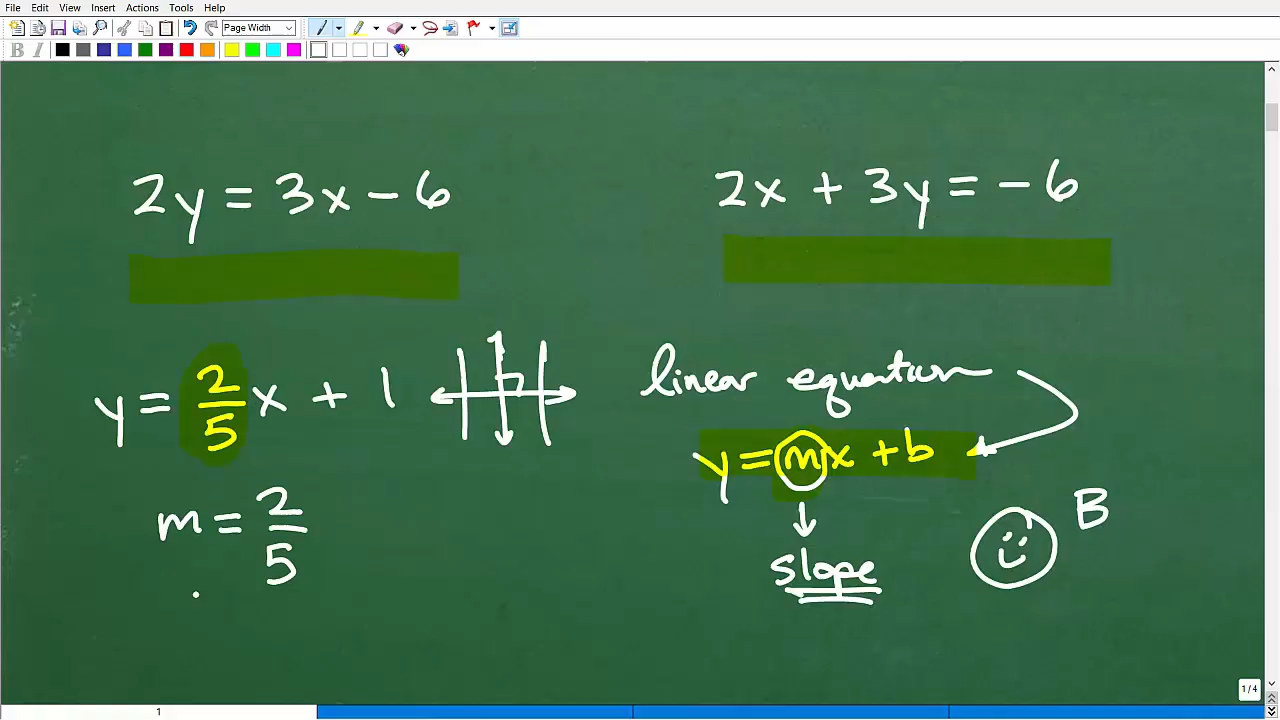 File Edit View Insert Actions Tools Help
Page Width
B I
2y = 3x - 6
2x + 3y = -6
y = 2/5 x + 1
linear equation
y = mx + b
m = 2/5
slope
B
1/4
1